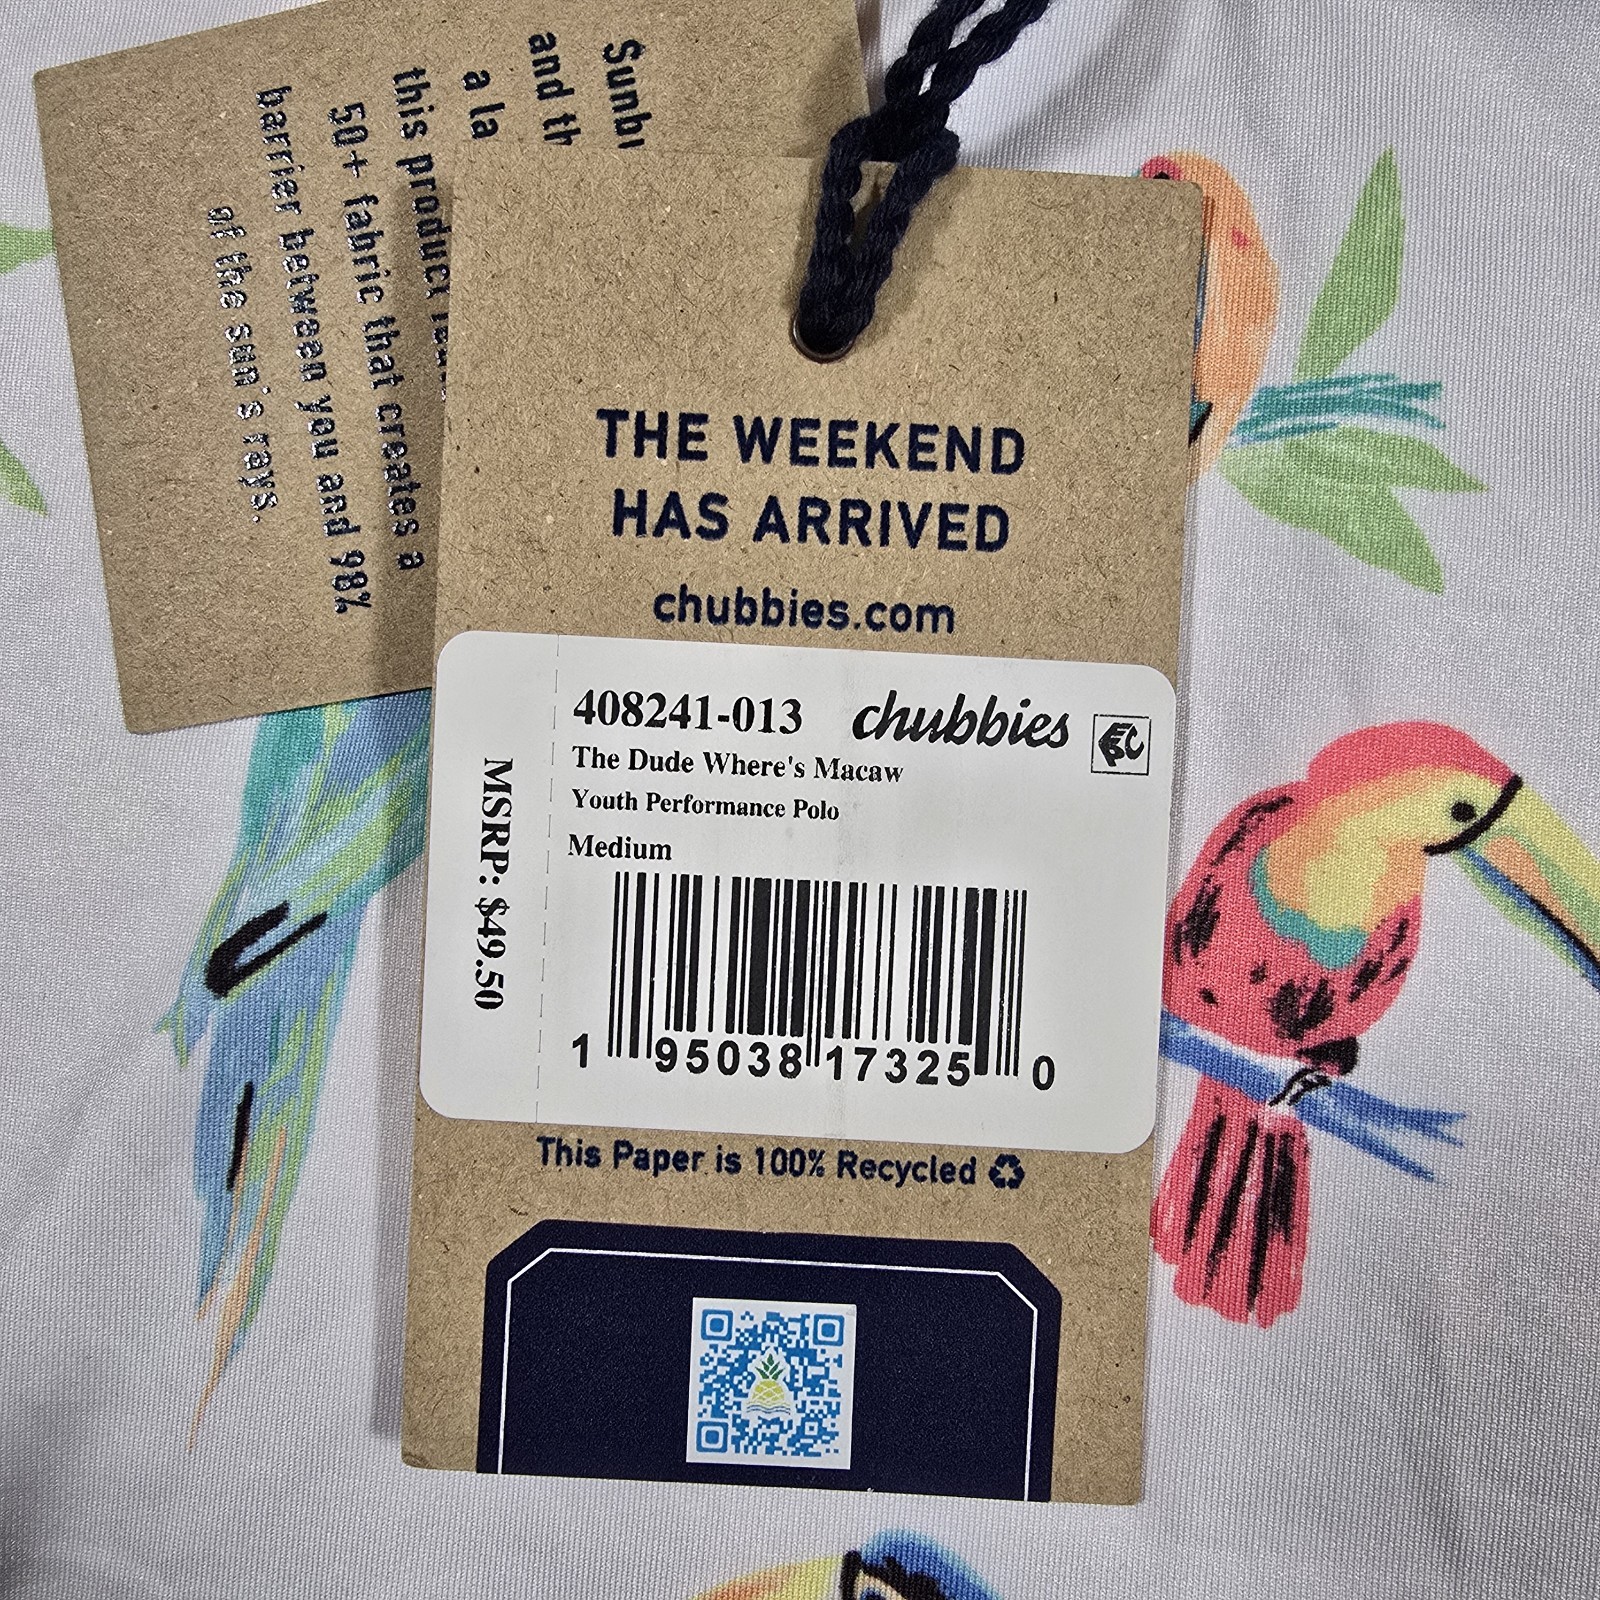 and th
a la
this product
50+ fabric that creates a
barrier between you and 98%
of the sun's rays.
THE WEEKEND
HAS ARRIVED
chubbies.com
408241-013 chubbies
The Dude Where's Macaw
Youth Performance Polo
Medium
MSRP: $49.50
1 95038 17325 0
This Paper is 100% Recycled